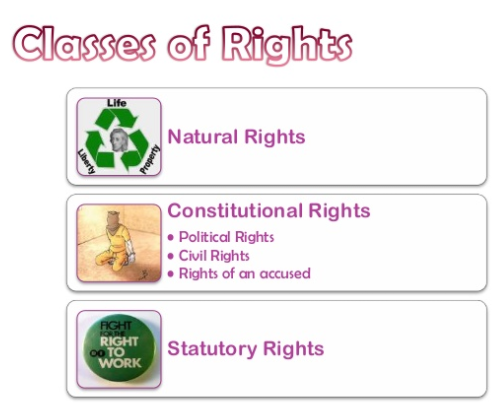 Classes of Rights
Life
Liberty
Property
Natural Rights
Constitutional Rights
• Political Rights
• Civil Rights
• Rights of an accused
FIGHT
FOR THE
RIGHT
TO
WORK
Statutory Rights